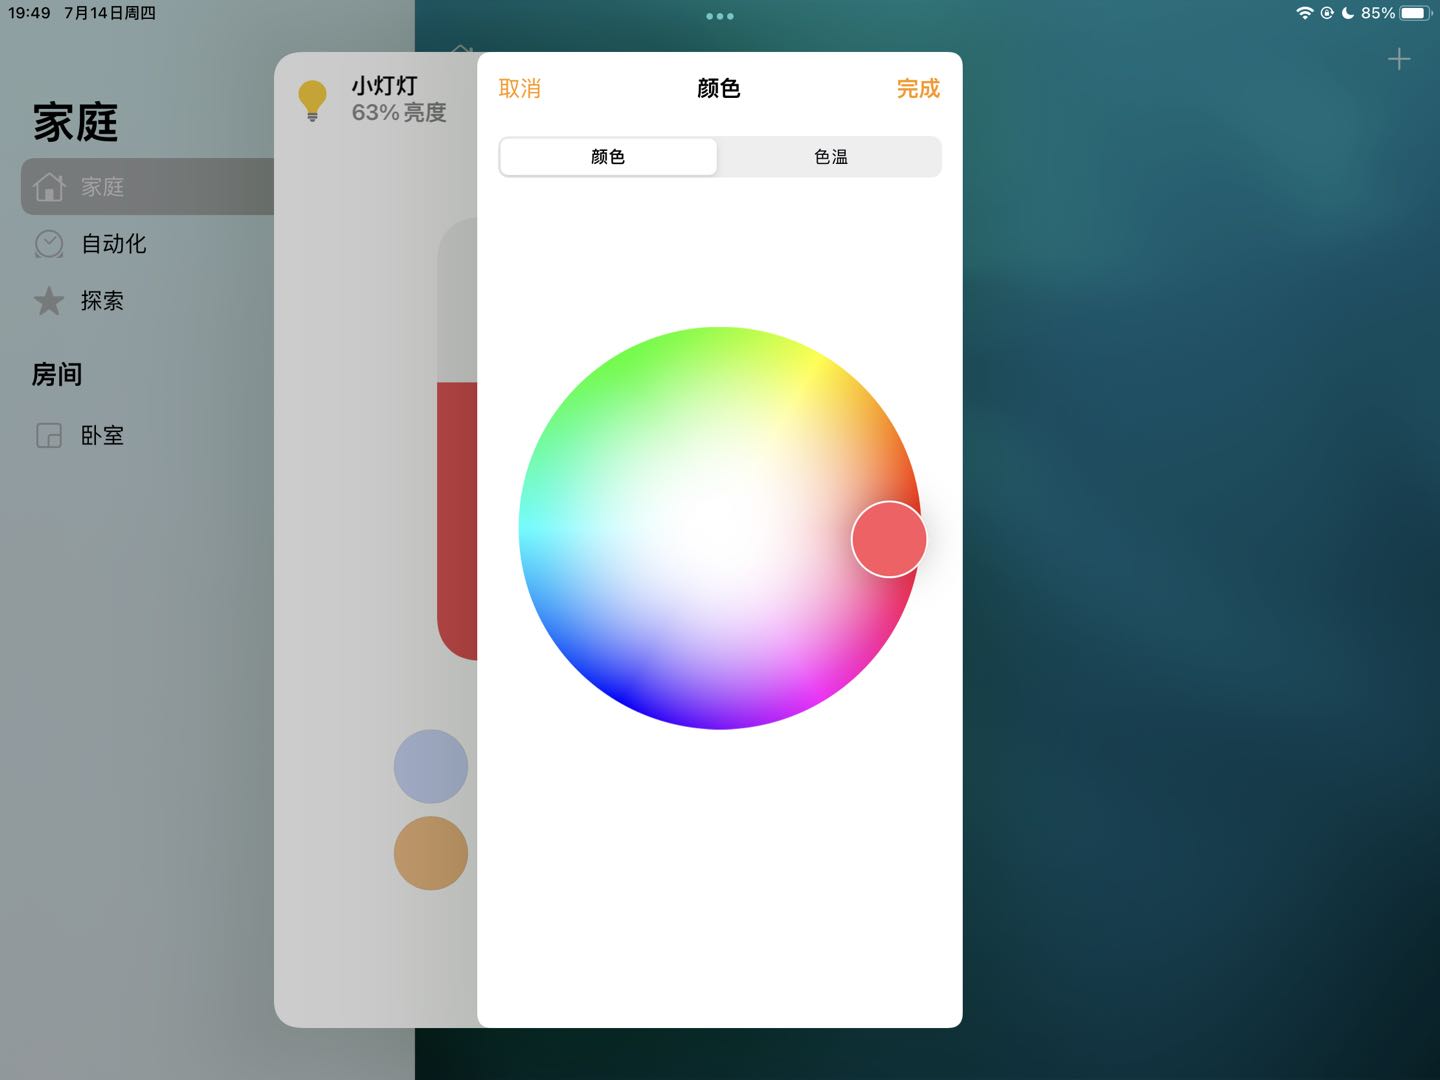 19:49 7月14日周四
85%
家庭
家庭
自动化
探索
房间
卧室
小灯灯
63% 亮度
取消
颜色
完成
颜色
色温